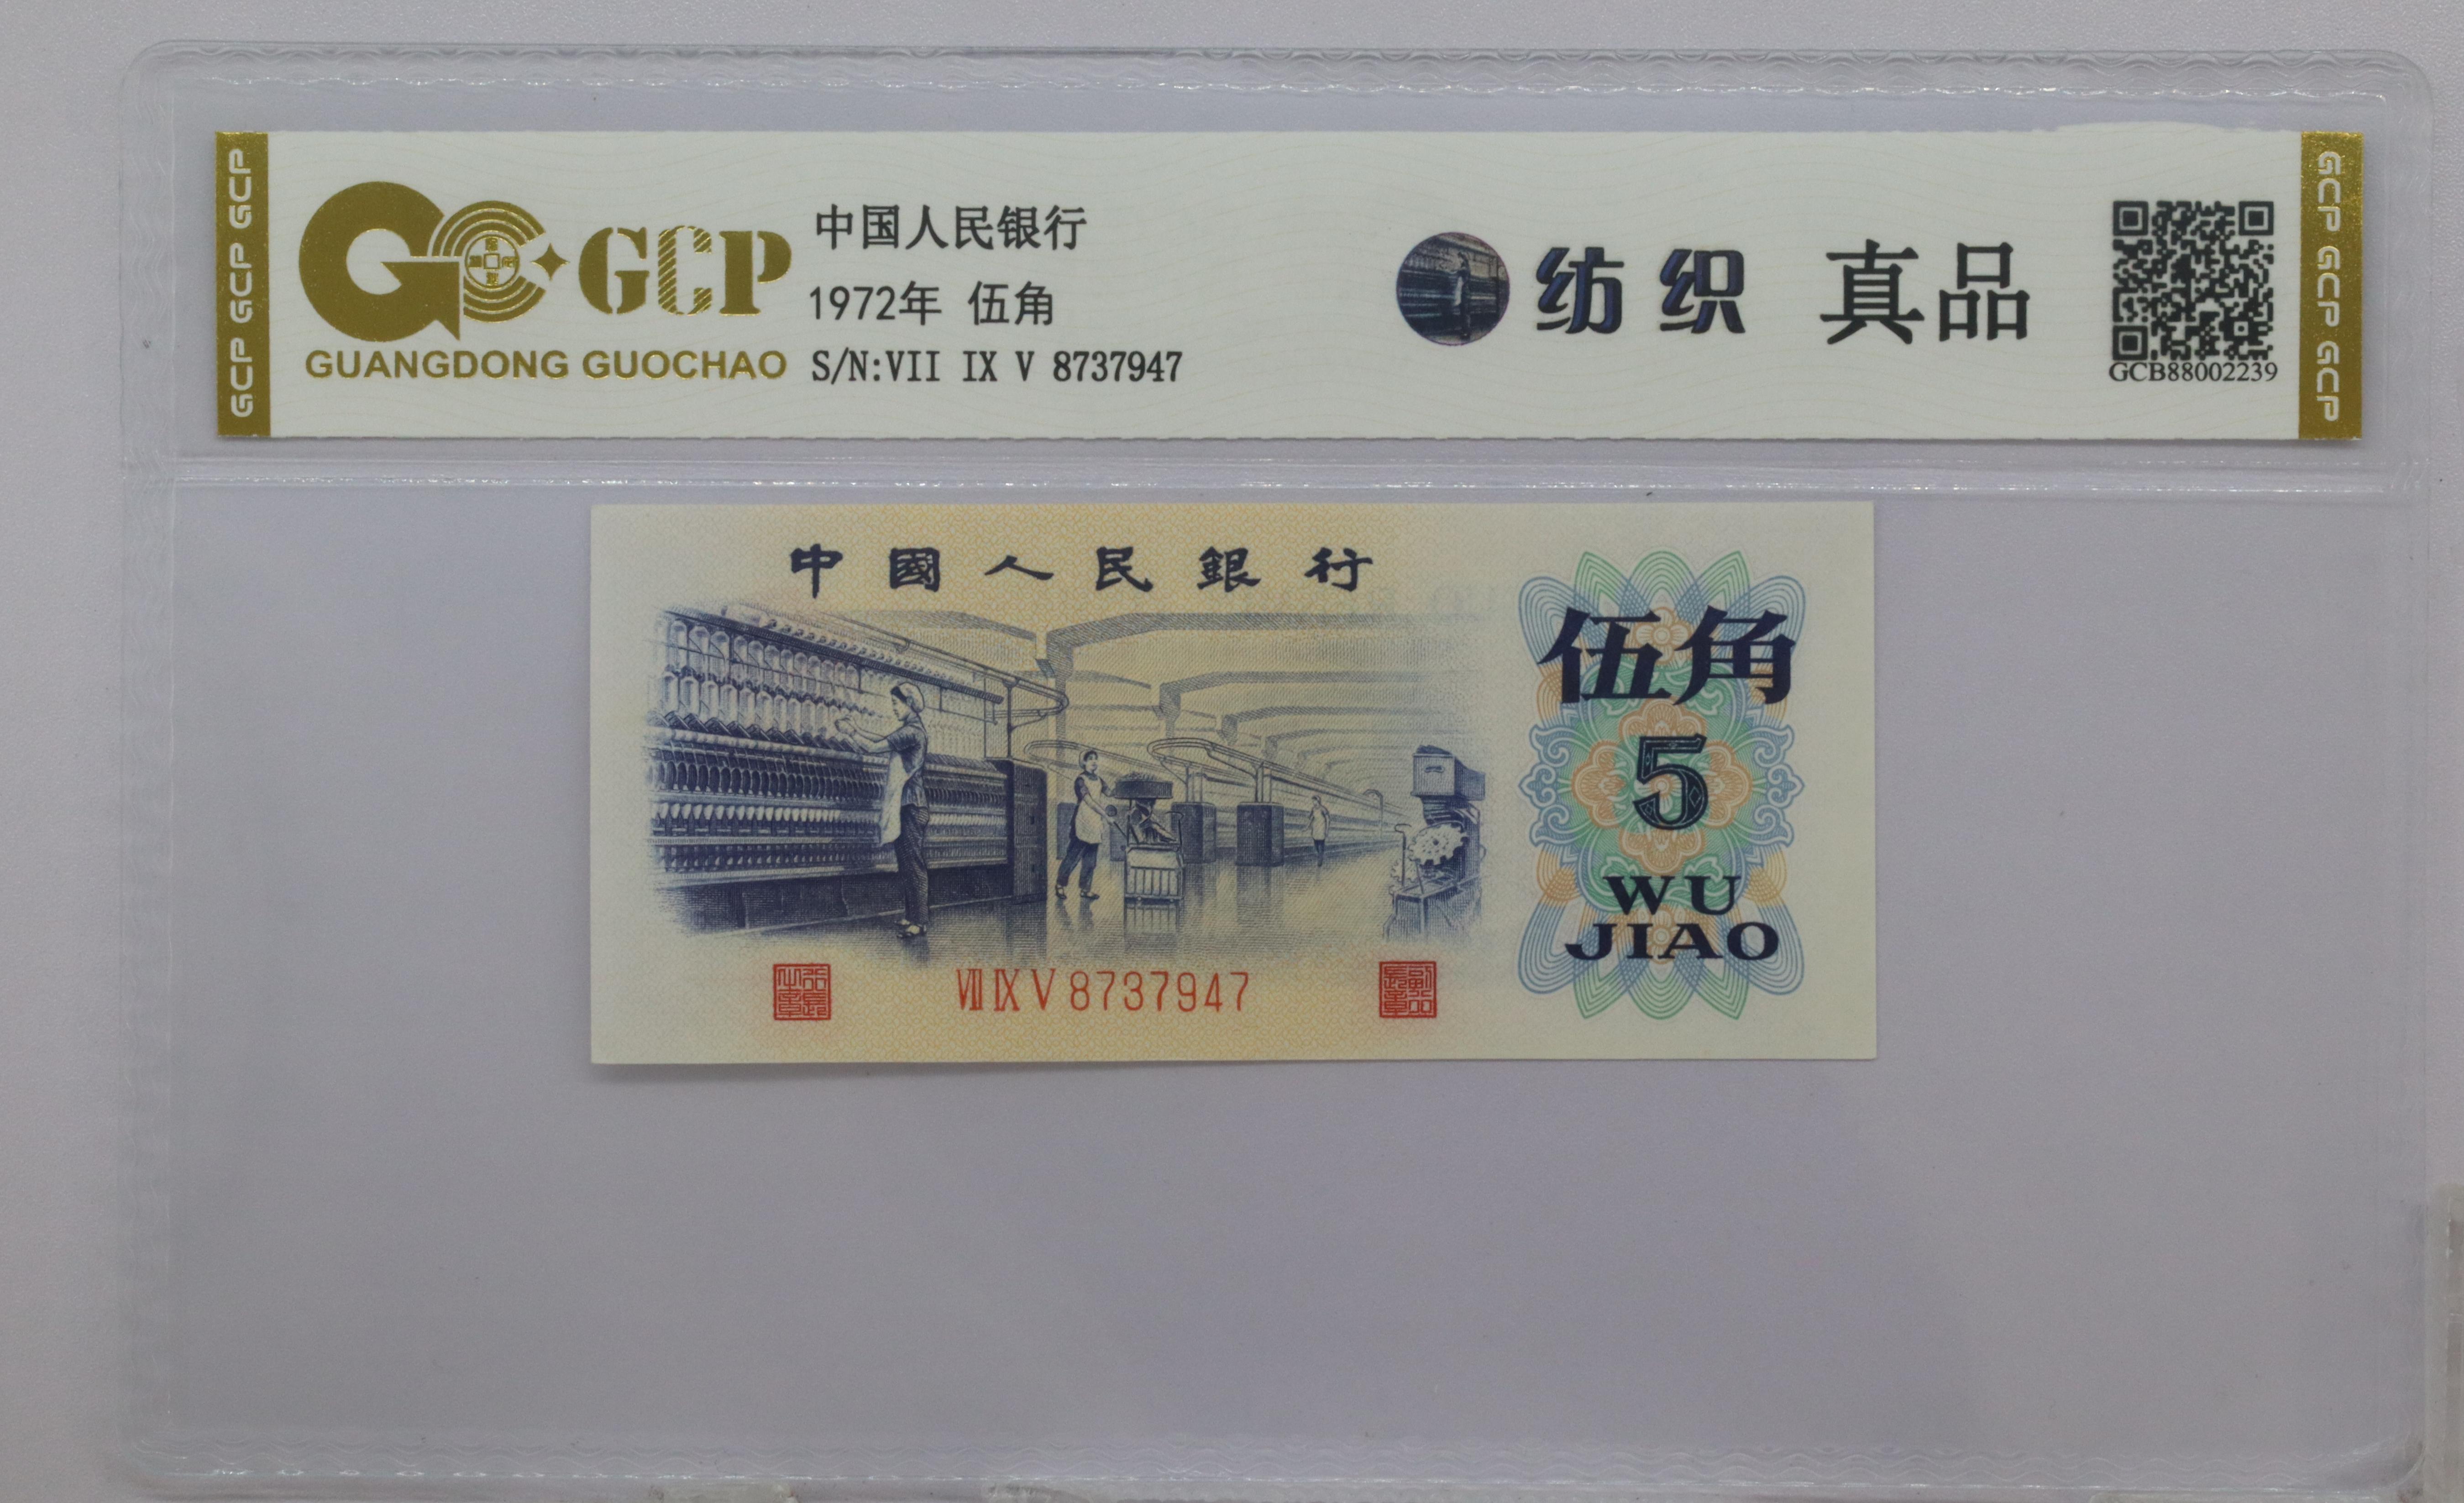 GCP GCP GCP
GCP
GUANGDONG GUOCHAO
中国人民银行
1972年 伍角
S/N:VII IX V 8737947
纺织 真品
GCB88002239
GCP GCP GCP
中國人民銀行
伍角
5
WU
JIAO
VII IX V 8737947